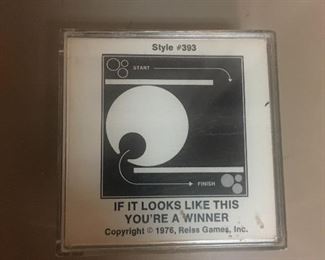 Style #393
START
FINISH
IF IT LOOKS LIKE THIS
YOU'RE A WINNER
Copyright © 1976, Reiss Games, Inc.